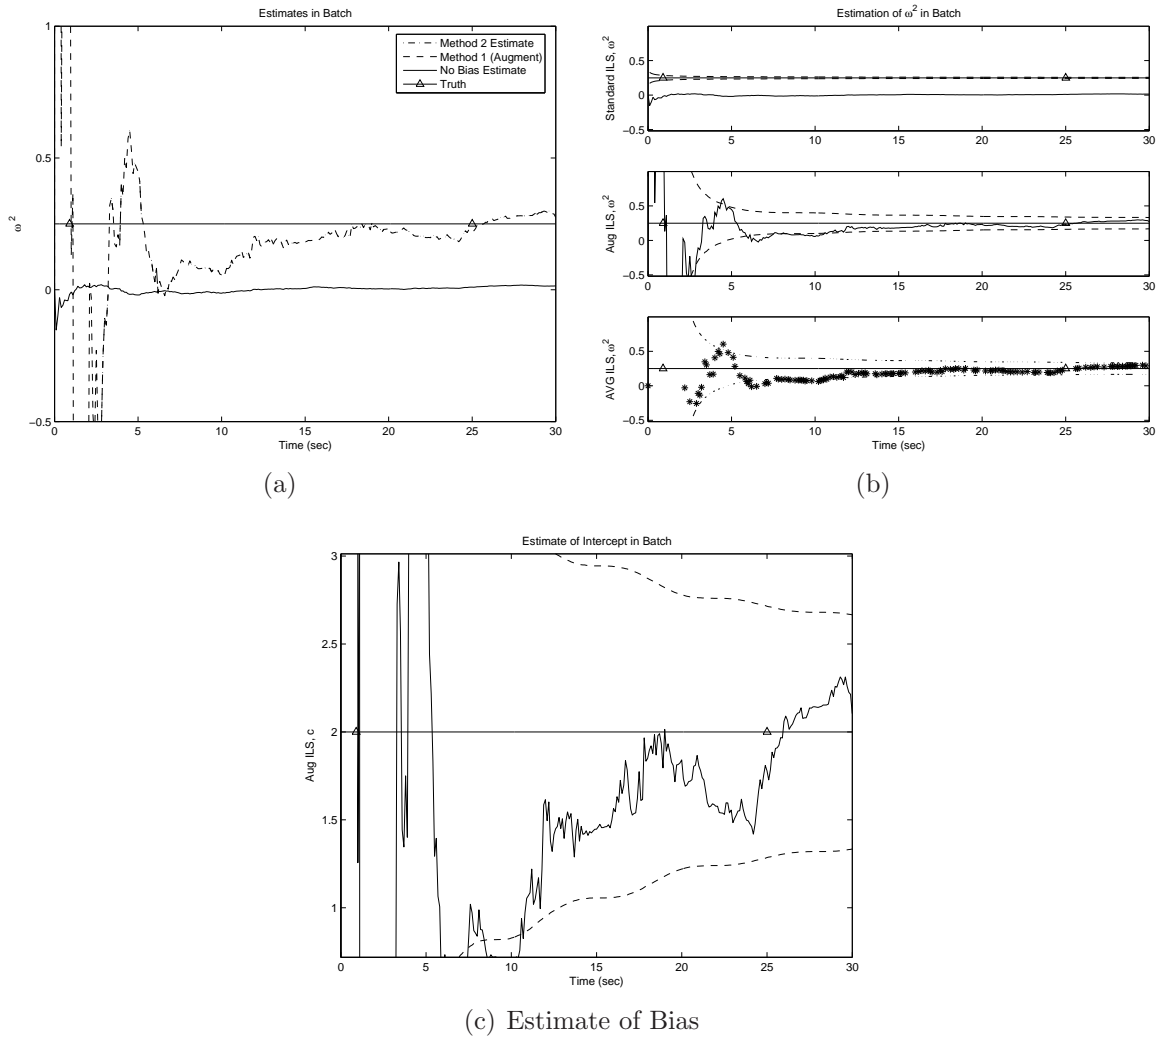 Estimates in Batch
1
0.5
0
−0.5
ω²
Method 2 Estimate
Method 1 (Augment)
No Bias Estimate
Truth
0 5 10 15 20 25 30
Time (sec)
(a)
Estimation of ω² in Batch
Standard ILS, ω²
0.5
0
−0.5
0 5 10 15 20 25 30
Aug ILS, ω²
0.5
0
−0.5
0 5 10 15 20 25 30
AVG ILS, ω²
0.5
0
−0.5
0 5 10 15 20 25 30
Time (sec)
(b)
Estimate of Intercept in Batch
3
2.5
2
1.5
1
Aug ILS, c
0 5 10 15 20 25 30
Time (sec)
(c) Estimate of Bias